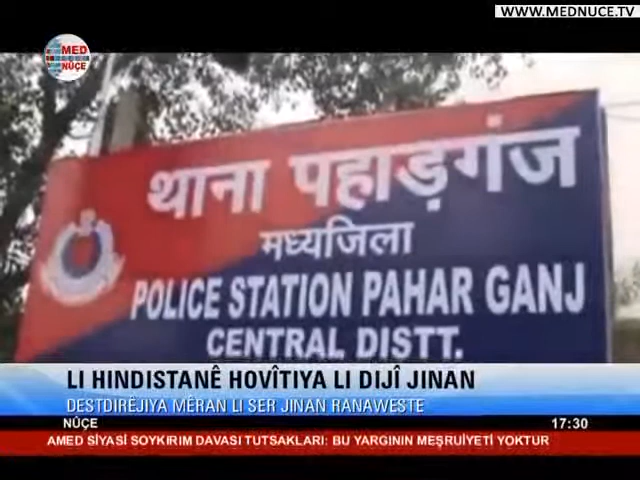 WWW.MEDNUCE.TV
MED
NÛÇE
थाना पहाड़गंज
मध्यजिला
POLICE STATION PAHAR GANJ
CENTRAL DISTT.
LI HINDISTANÊ HOVÎTIYA LI DIJÎ JINAN
DESTDIRÊJIYA MÊRAN LI SER JINAN RANAWESTE
NÛÇE 17:30
AMED SİYASİ SOYKIRIM DAVASI TUTSAKLARI: BU YARGININ MEŞRUİYETİ YOKTUR